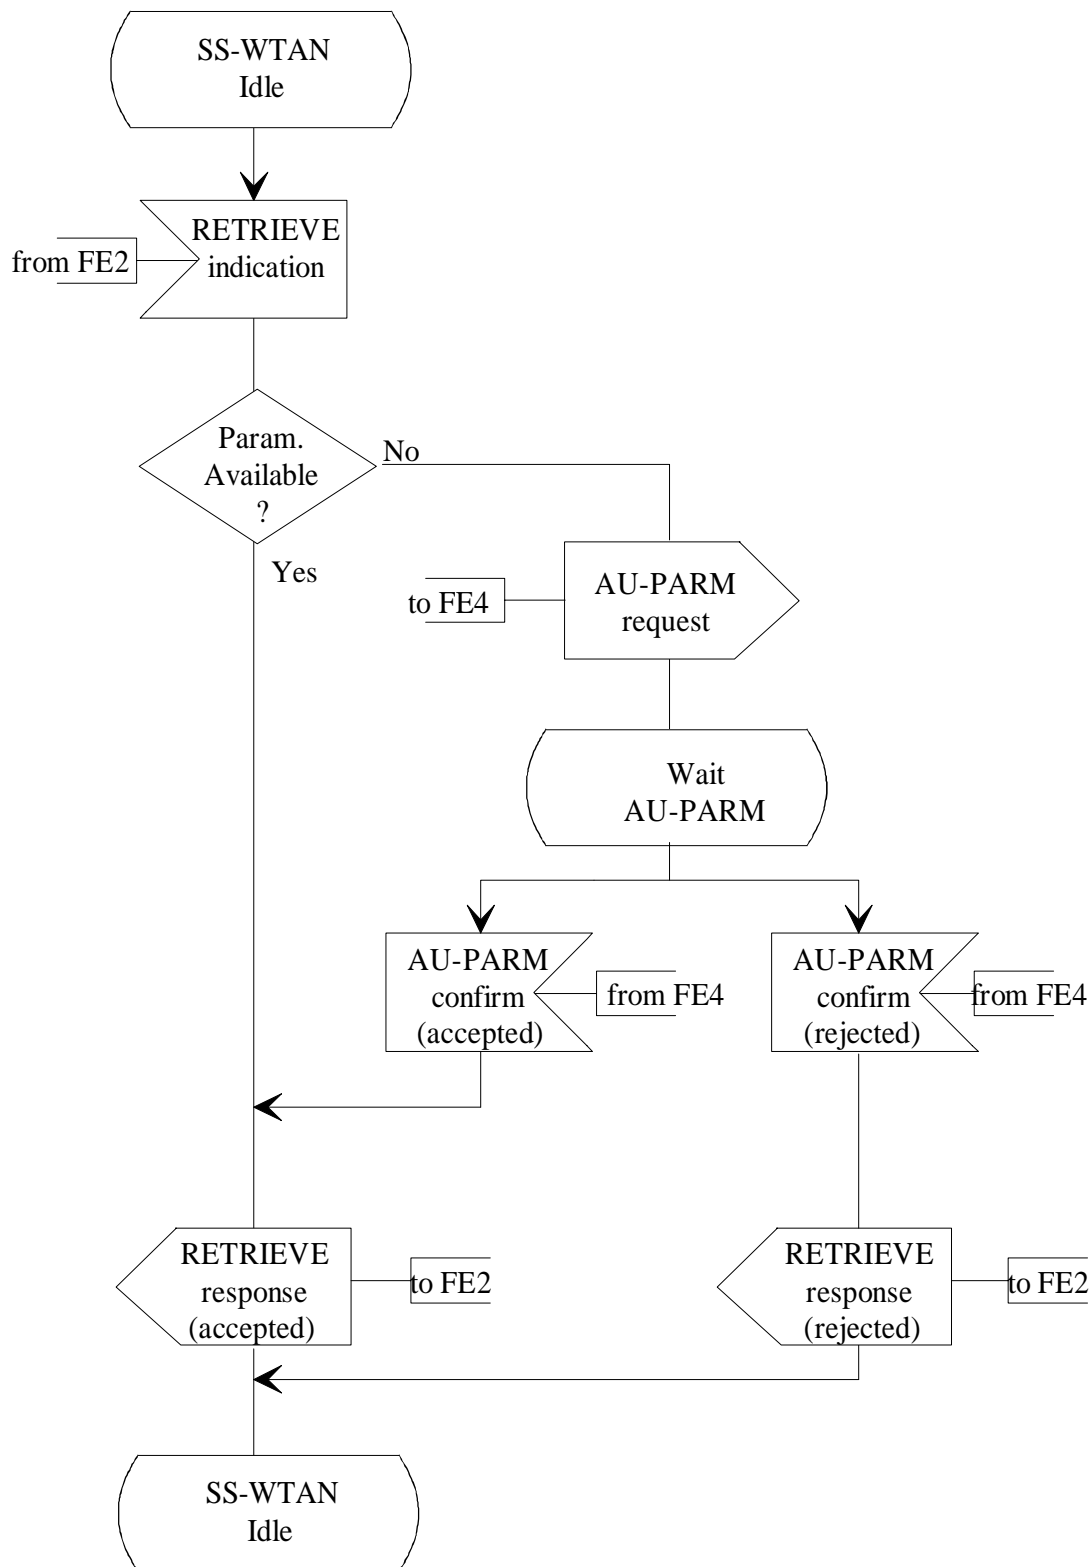 SS-WTAN
Idle
RETRIEVE
indication
from FE2
Param.
Available
?
No
Yes
AU-PARM
request
to FE4
Wait
AU-PARM
AU-PARM
confirm
(accepted)
from FE4
AU-PARM
confirm
(rejected)
from FE4
RETRIEVE
response
(accepted)
to FE2
RETRIEVE
response
(rejected)
to FE2
SS-WTAN
Idle